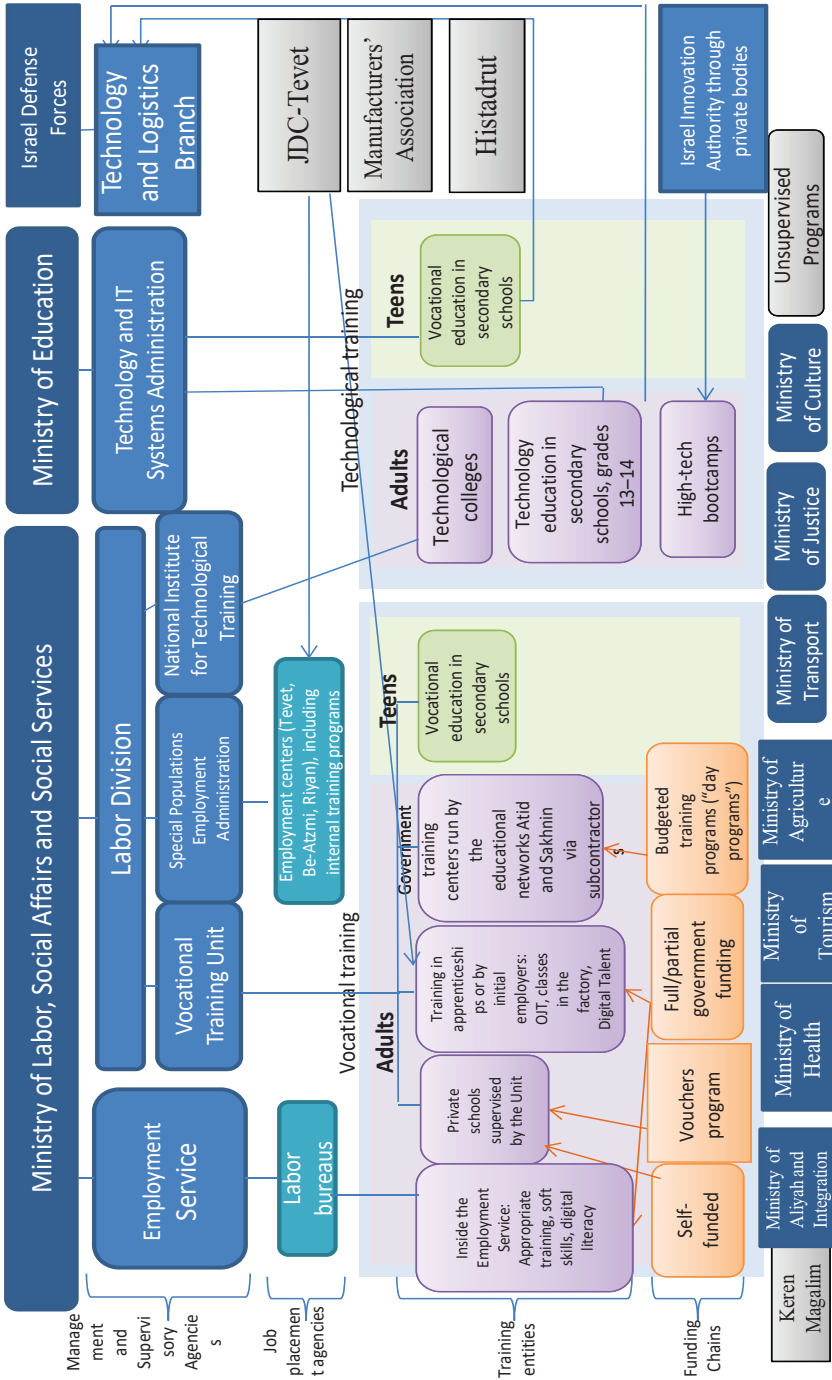 Ministry of Labor, Social Affairs and Social Services
Ministry of Education
Israel Defense
Forces
Manage
ment
and
Supervi
sory
Agencie
s
Employment
Service
Labor Division
Vocational
Training Unit
Special Populations
Employment
Administration
National Institute
for Technological
Training
Technology and IT
Systems Administration
Technology
and Logistics
Branch
Job
placemen
t agencies
Labor
bureaus
Employment centers (Tevet,
Be-Atzmi, Riyan), including
internal training programs
JDC-Tevet
Manufacturers’
Association
Histadrut
Vocational training
Technological training
Training
entities
Adults
Teens
Adults
Teens
Inside the
Employment
Service:
Appropriate
training, soft
skills, digital
literacy
Private
schools
supervised
by the Unit
Training in
apprenticeshi
ps or by
initial
employers:
OJT, classes
in the
factory,
Digital Talent
Government
training
centers run by
the
educational
networks Atid
and Sakhnin
via
subcontractor
s
Vocational
education in
secondary
schools
Technological
colleges
Technology
education in
secondary
schools, grades
13–14
High-tech
bootcamps
Vocational
education in
secondary
schools
Israel Innovation
Authority through
private bodies
Funding
Chains
Self-
funded
Vouchers
program
Full/partial
government
funding
Budgeted
training
programs (“day
programs”)
Keren
Magalim
Ministry of
Aliyah and
Integration
Ministry of
Health
Ministry
of
Tourism
Ministry of
Agricultur
e
Ministry of
Transport
Ministry
of Justice
Ministry
of Culture
Unsupervised
Programs